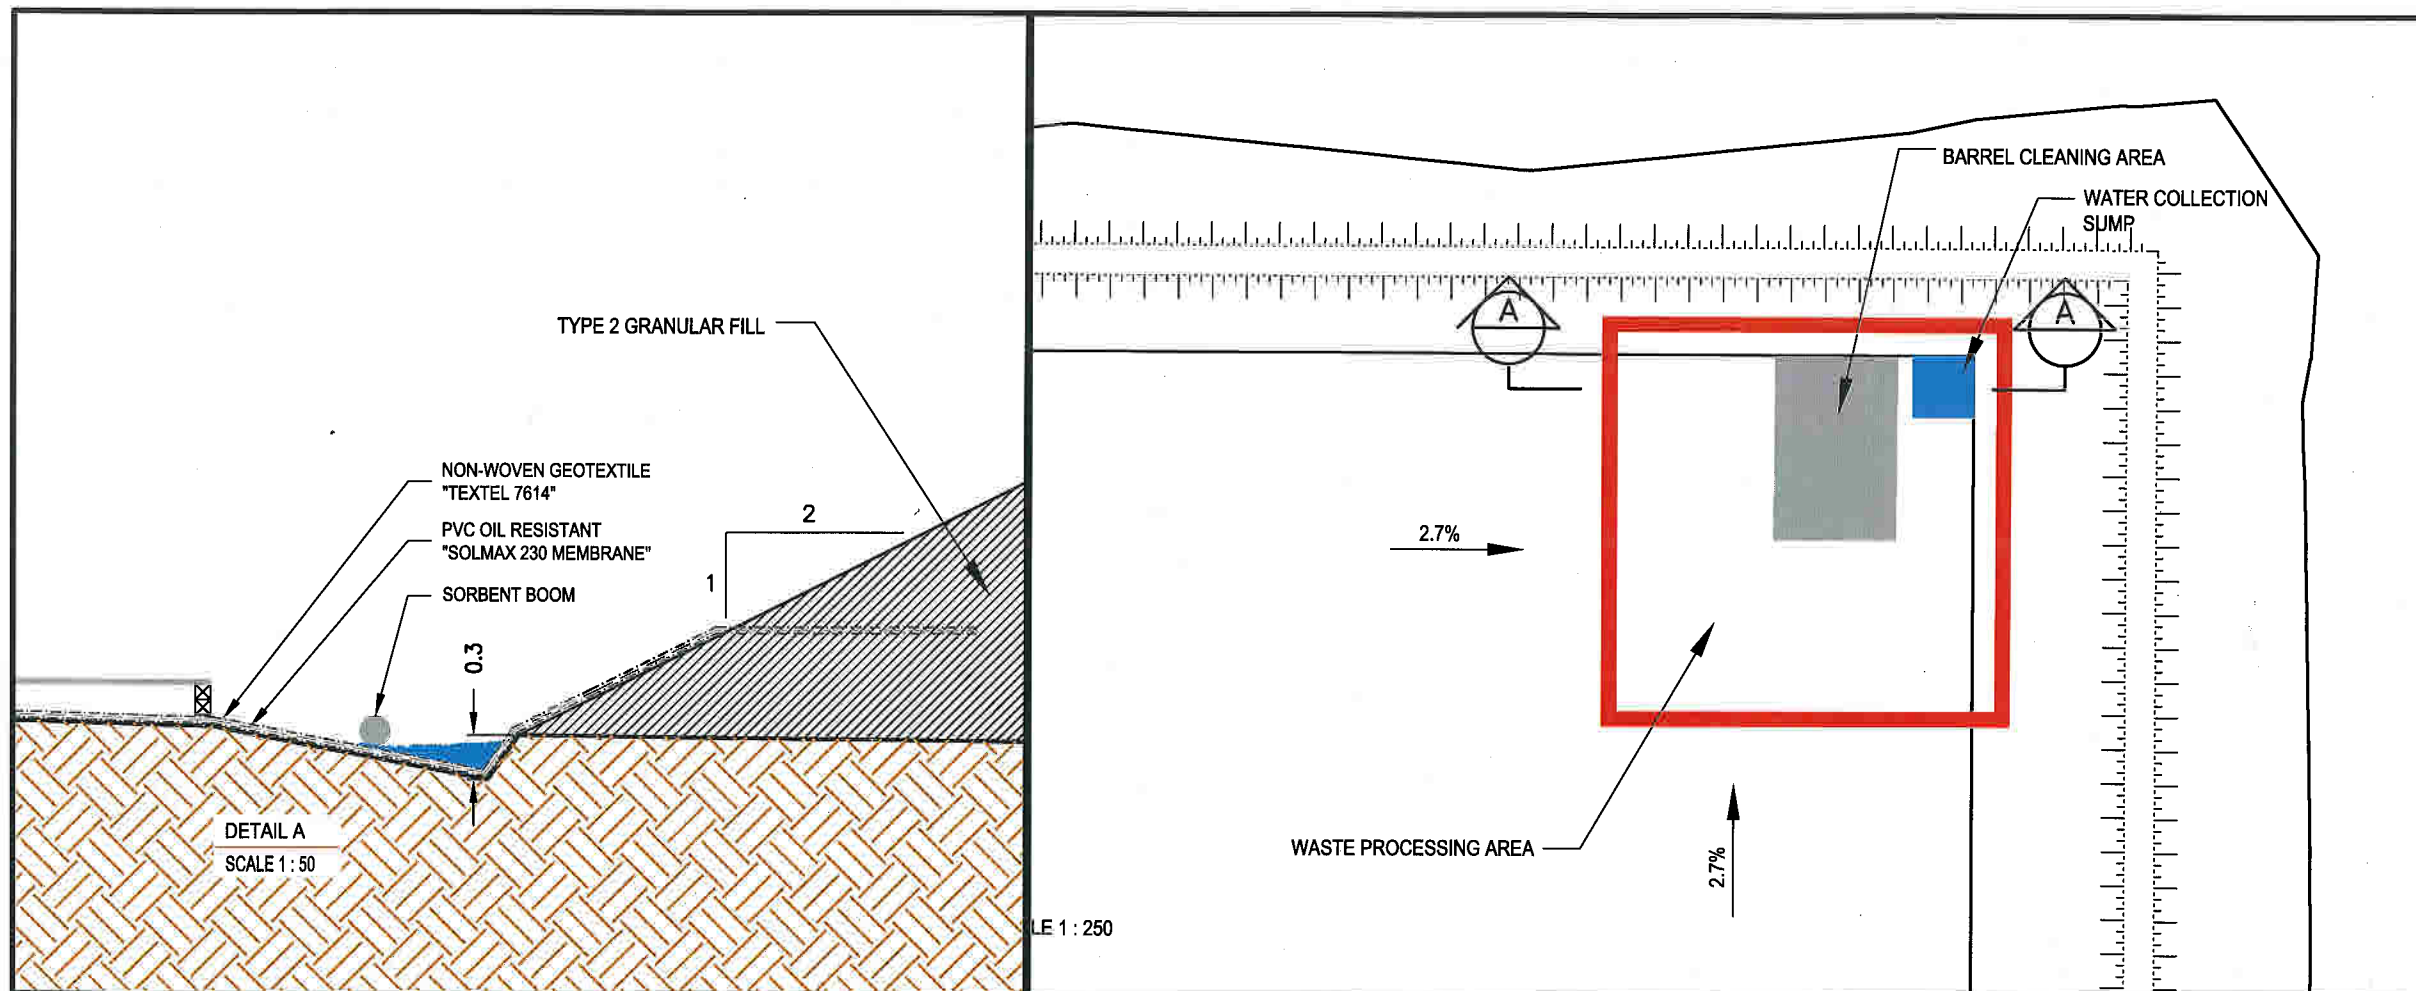 TYPE 2 GRANULAR FILL
NON-WOVEN GEOTEXTILE
"TEXTEL 7614"
PVC OIL RESISTANT
"SOLMAX 230 MEMBRANE"
SORBENT BOOM
2
1
0.3
DETAIL A
SCALE 1 : 50
BARREL CLEANING AREA
WATER COLLECTION
SUMP
A
A
2.7%
WASTE PROCESSING AREA
2.7%
LE 1 : 250